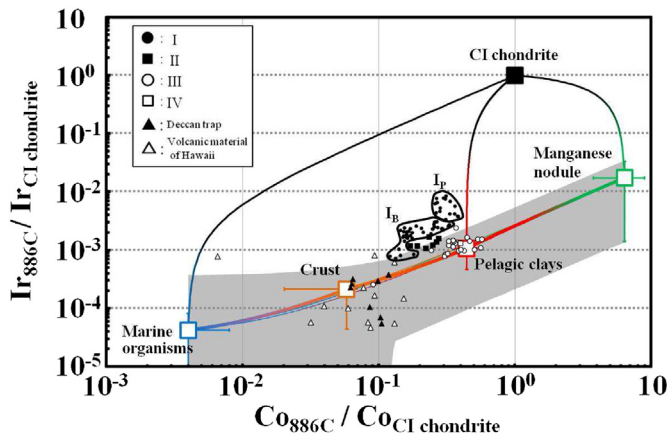 10
10⁰
10⁻¹
10⁻²
10⁻³
10⁻⁴
10⁻⁵
Ir886C / IrCI chondrite
: I
: II
: III
: IV
: Deccan trap
: Volcanic material
of Hawaii
CI chondrite
Manganese
nodule
IP
IB
Pelagic clays
Crust
Marine
organisms
10⁻³
10⁻²
10⁻¹
10⁰
10
Co886C / CoCI chondrite